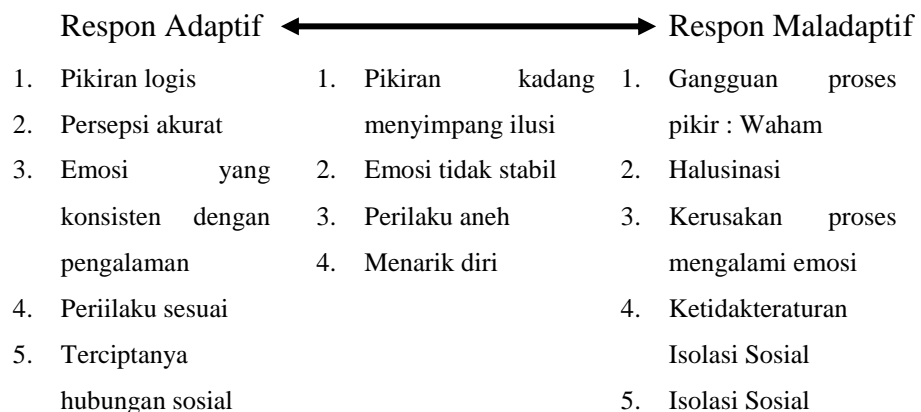 Respon Adaptif
Respon Maladaptif
1. Pikiran logis
2. Persepsi akurat
3. Emosi yang
konsisten dengan
pengalaman
4. Periilaku sesuai
5. Terciptanya
hubungan sosial
1. Pikiran kadang
menyimpang ilusi
2. Emosi tidak stabil
3. Perilaku aneh
4. Menarik diri
1. Gangguan proses
pikir : Waham
2. Halusinasi
3. Kerusakan proses
mengalami emosi
4. Ketidakteraturan
Isolasi Sosial
5. Isolasi Sosial